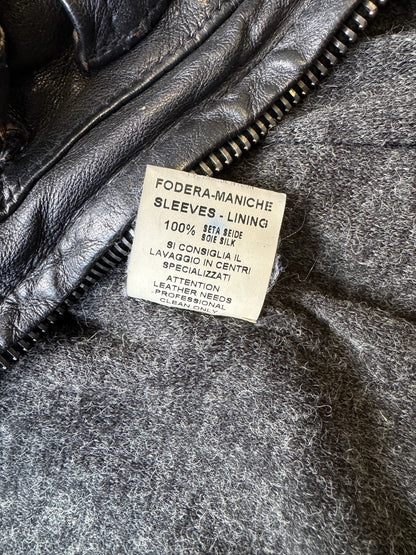 FODERA-MANICHE
SLEEVES - LINING
100% SETA SEIDE
SOIE SILK
SI CONSIGLIA IL
LAVAGGIO IN CENTRI
SPECIALIZZATI
ATTENTION
LEATHER NEEDS
PROFESSIONAL
CLEAN ONLY